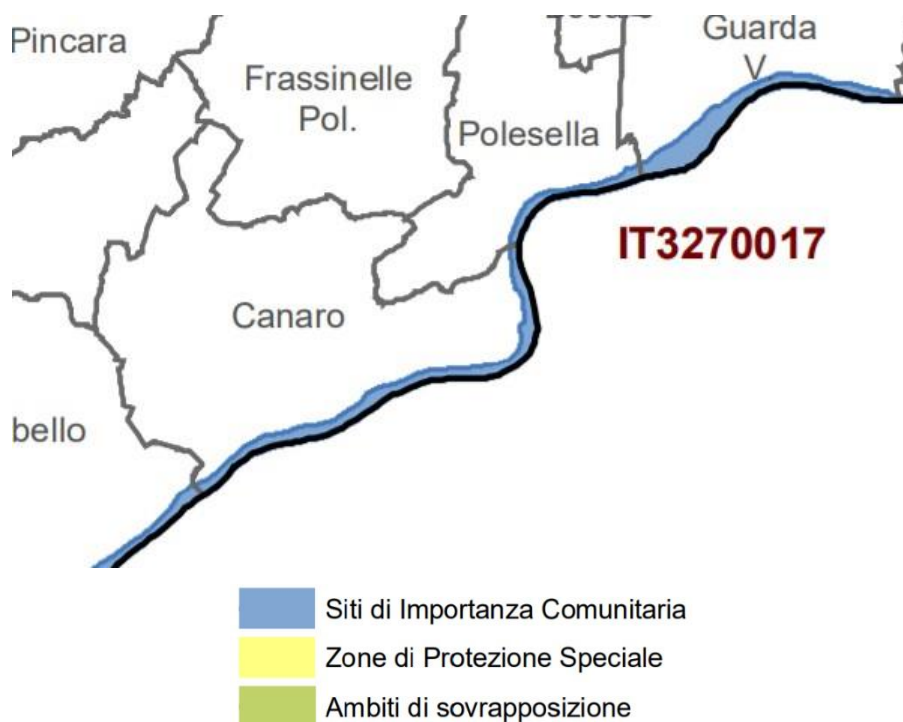 Pincara
Guarda
V
Frassinelle
Pol.
Polesella
IT3270017
Canaro
bello
Siti di Importanza Comunitaria
Zone di Protezione Speciale
Ambiti di sovrapposizione